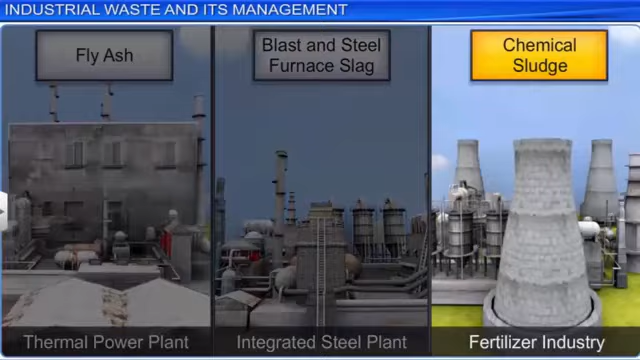 INDUSTRIAL WASTE AND ITS MANAGEMENT
Fly Ash
Blast and Steel
Furnace Slag
Chemical
Sludge
Thermal Power Plant
Integrated Steel Plant
Fertilizer Industry